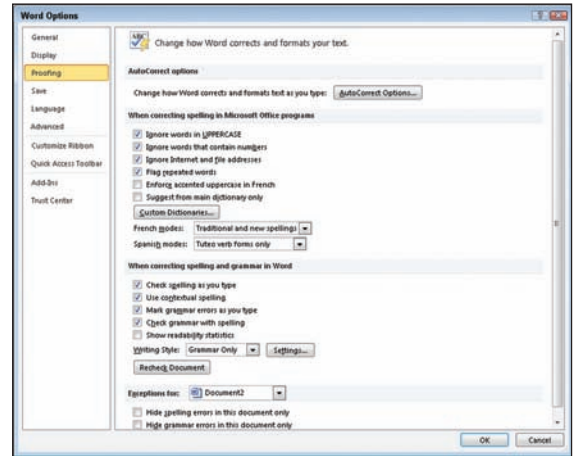 Word Options
General
Display
Proofing
Save
Language
Advanced
Customize Ribbon
Quick Access Toolbar
Add-Ins
Trust Center
ABC
Change how Word corrects and formats your text.
AutoCorrect options
Change how Word corrects and formats text as you type: AutoCorrect Options...
When correcting spelling in Microsoft Office programs
Ignore words in UPPERCASE
Ignore words that contain numbers
Ignore Internet and file addresses
Flag repeated words
Enforce accented uppercase in French
Suggest from main dictionary only
Custom Dictionaries...
French modes: Traditional and new spellings
Spanish modes: Tuteo verb forms only
When correcting spelling and grammar in Word
Check spelling as you type
Use contextual spelling
Mark grammar errors as you type
Check grammar with spelling
Show readability statistics
Writing Style: Grammar Only Settings...
Recheck Document
Exceptions for: Document2
Hide spelling errors in this document only
Hide grammar errors in this document only
OK Cancel